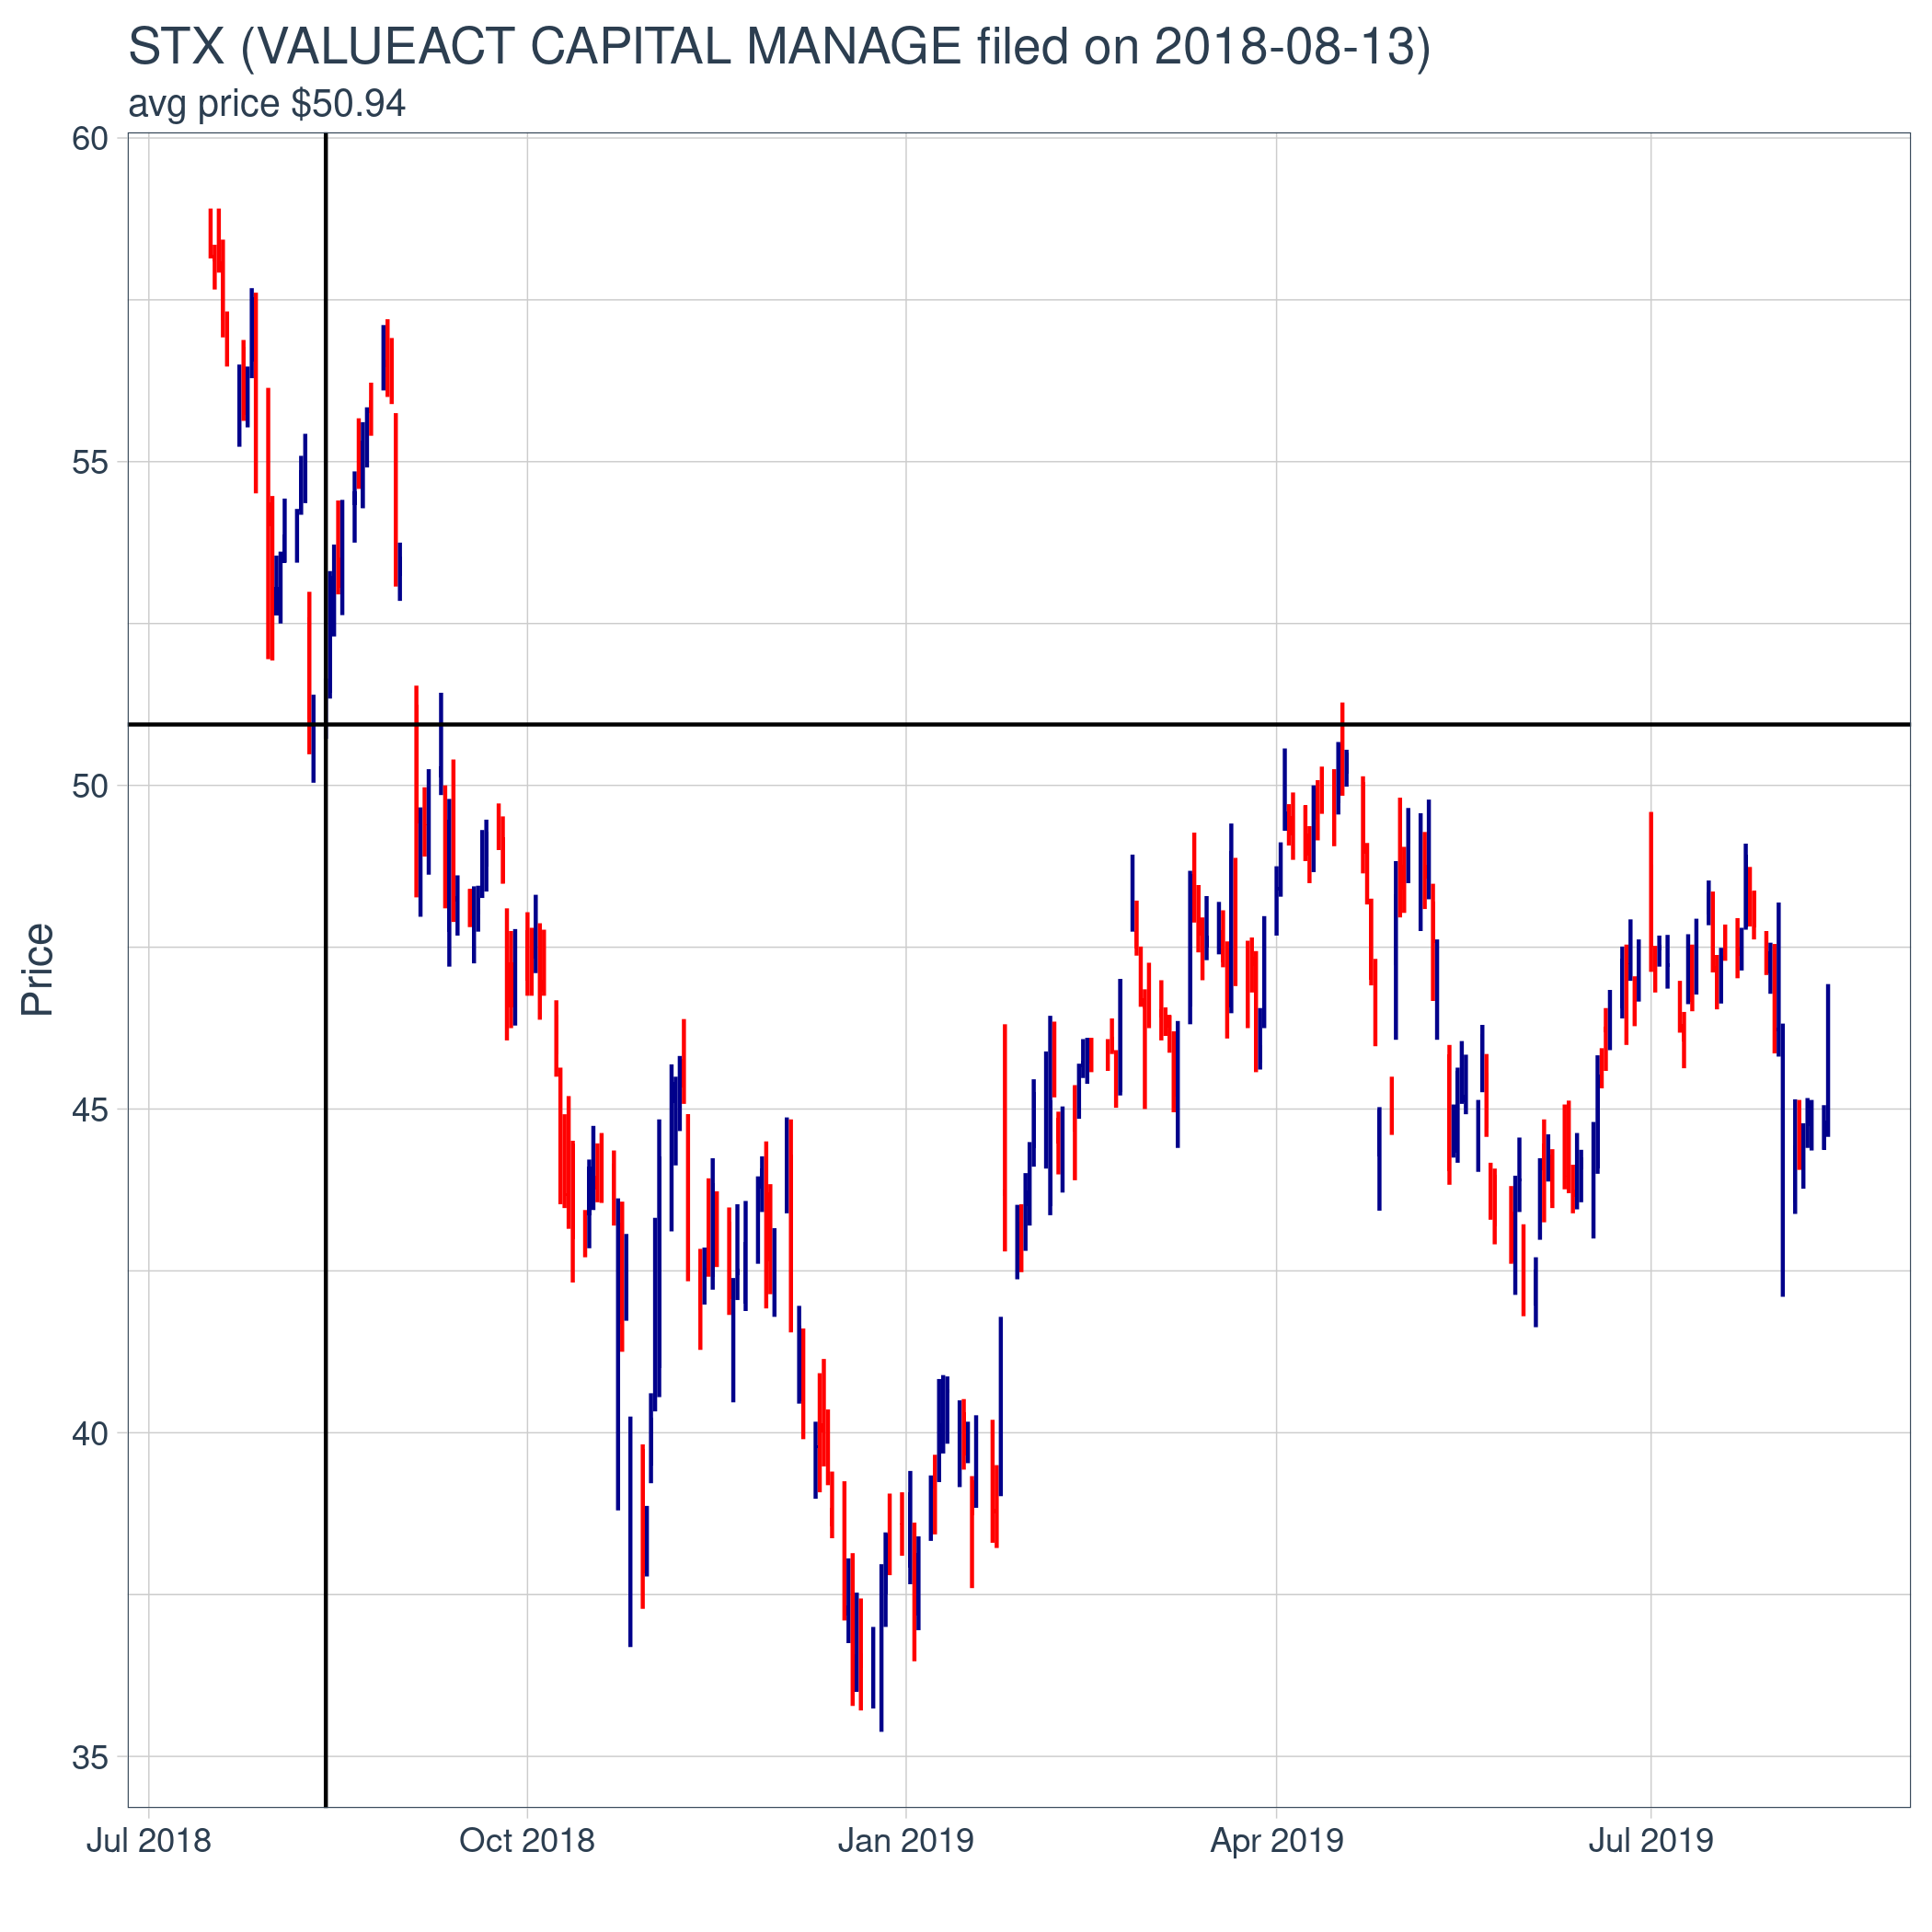 STX (VALUEACT CAPITAL MANAGE filed on 2018-08-13)
avg price $50.94
60
55
50
45
40
35
Price
Jul 2018
Oct 2018
Jan 2019
Apr 2019
Jul 2019